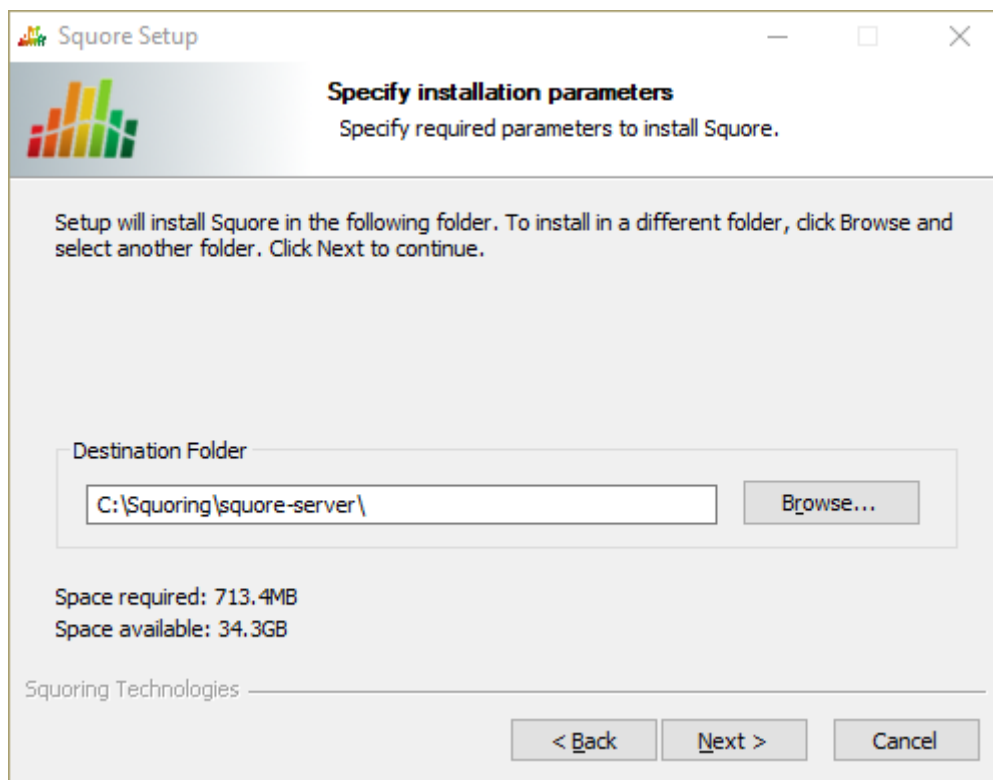 Squore Setup
Specify installation parameters
Specify required parameters to install Squore.
Setup will install Squore in the following folder. To install in a different folder, click Browse and
select another folder. Click Next to continue.
Destination Folder
C:\Squoring\squore-server\
Browse...
Space required: 713.4MB
Space available: 34.3GB
Squoring Technologies
< Back Next > Cancel